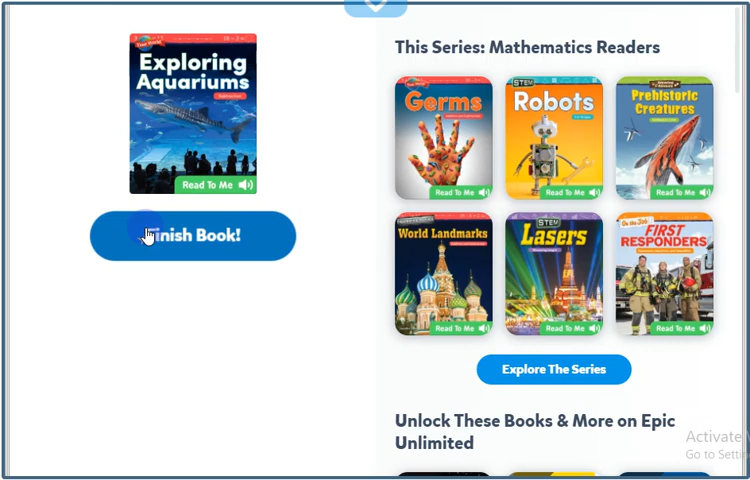 Exploring
Aquariums
Read To Me
Finish Book!
This Series: Mathematics Readers
Germs
Read To Me
STEM
Robots
Read To Me
Prehistoric
Creatures
Read To Me
World Landmarks
Read To Me
STEM
Lasers
Read To Me
On the Job
FIRST
RESPONDERS
Read To Me
Explore The Series
Unlock These Books & More on Epic
Unlimited
Activate
Go to Settin